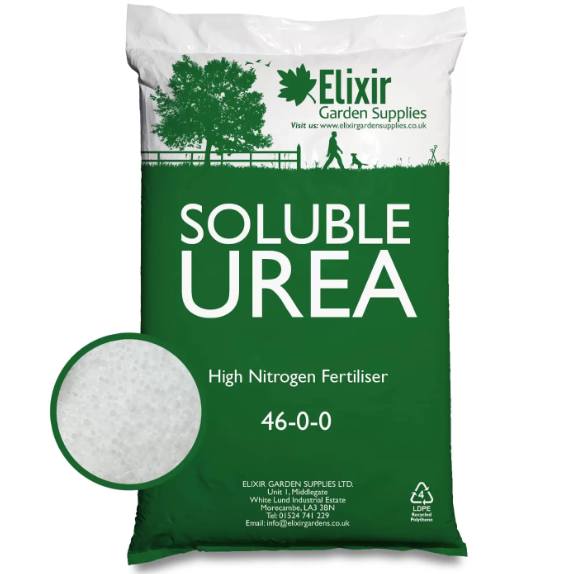 Elixir
Garden Supplies
Visit us: www.elixirgardensupplies.co.uk
SOLUBLE
UREA
High Nitrogen Fertiliser
46-0-0
ELIXIR GARDEN SUPPLIES LTD.
Unit 1, Middlegate
White Lund Industrial Estate
Morecambe, LA3 3BN
Tel: 01524 741 229
Email: info@elixirgardens.co.uk
4
LDPE
Recycled
Polythene